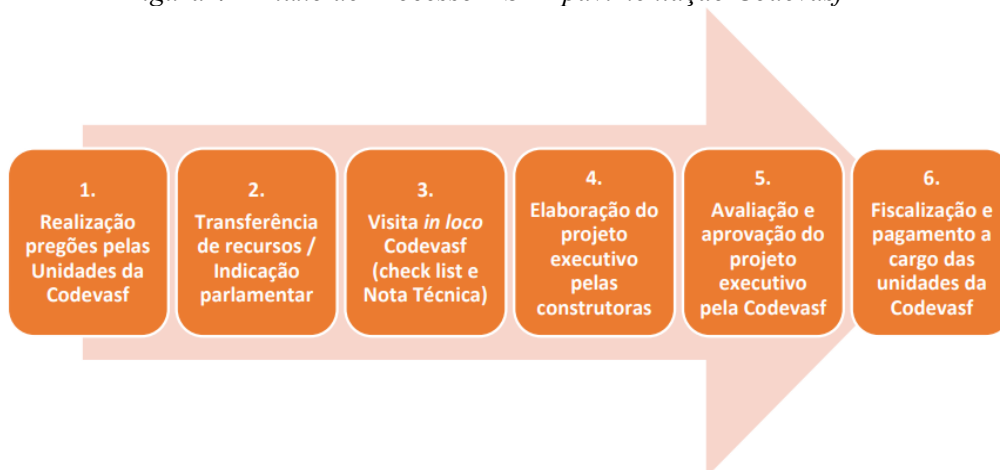 pavimentação Codevasf
1.
Realização
pregões pelas
Unidades da
Codevasf
2.
Transferência
de recursos /
Indicação
parlamentar
3.
Visita in loco
Codevasf
(check list e
Nota Técnica)
4.
Elaboração do
projeto
executivo
pelas
construtoras
5.
Avaliação e
aprovação do
projeto
executivo
pela Codevasf
6.
Fiscalização e
pagamento a
cargo das
unidades da
Codevasf